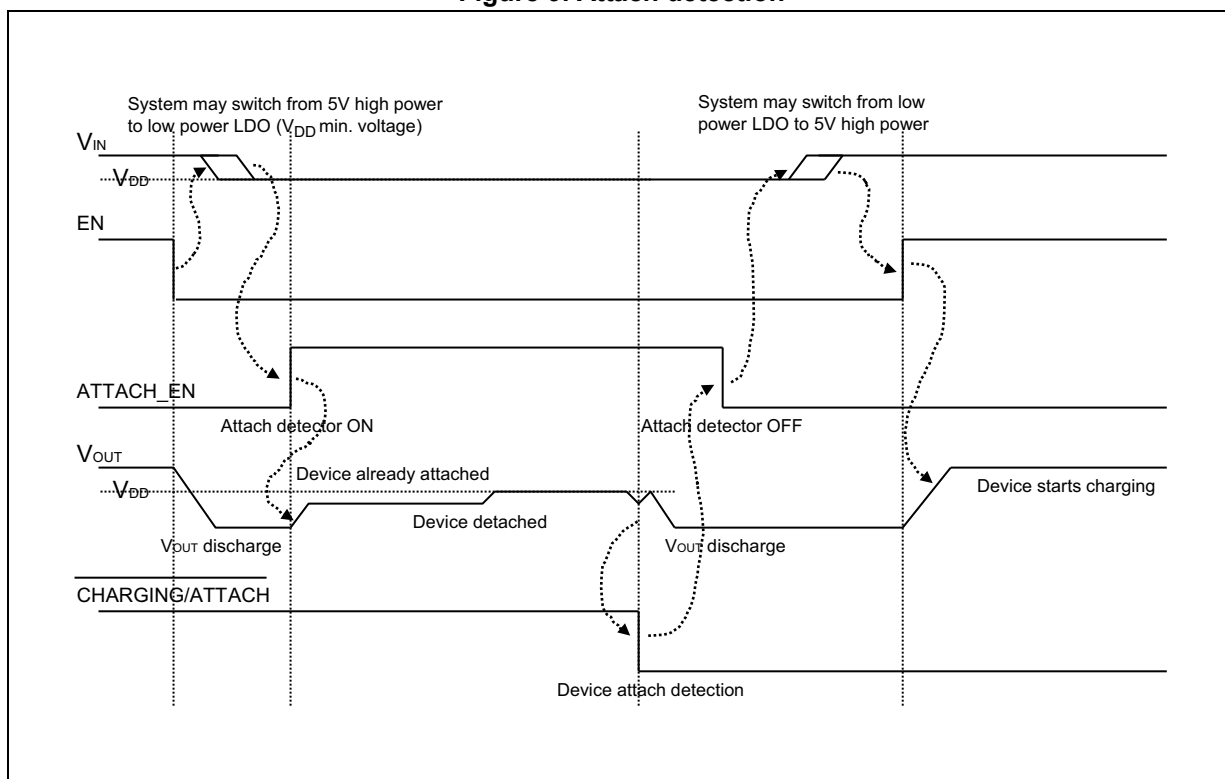 Figure 9. Attach detection
System may switch from 5V high power
to low power LDO (VDD min. voltage)
System may switch from low
power LDO to 5V high power
VIN
VDD
EN
ATTACH_EN
Attach detector ON
Attach detector OFF
VOUT
Device already attached
VDD
Device starts charging
Device detached
VOUT discharge
VOUT discharge
CHARGING/ATTACH
Device attach detection